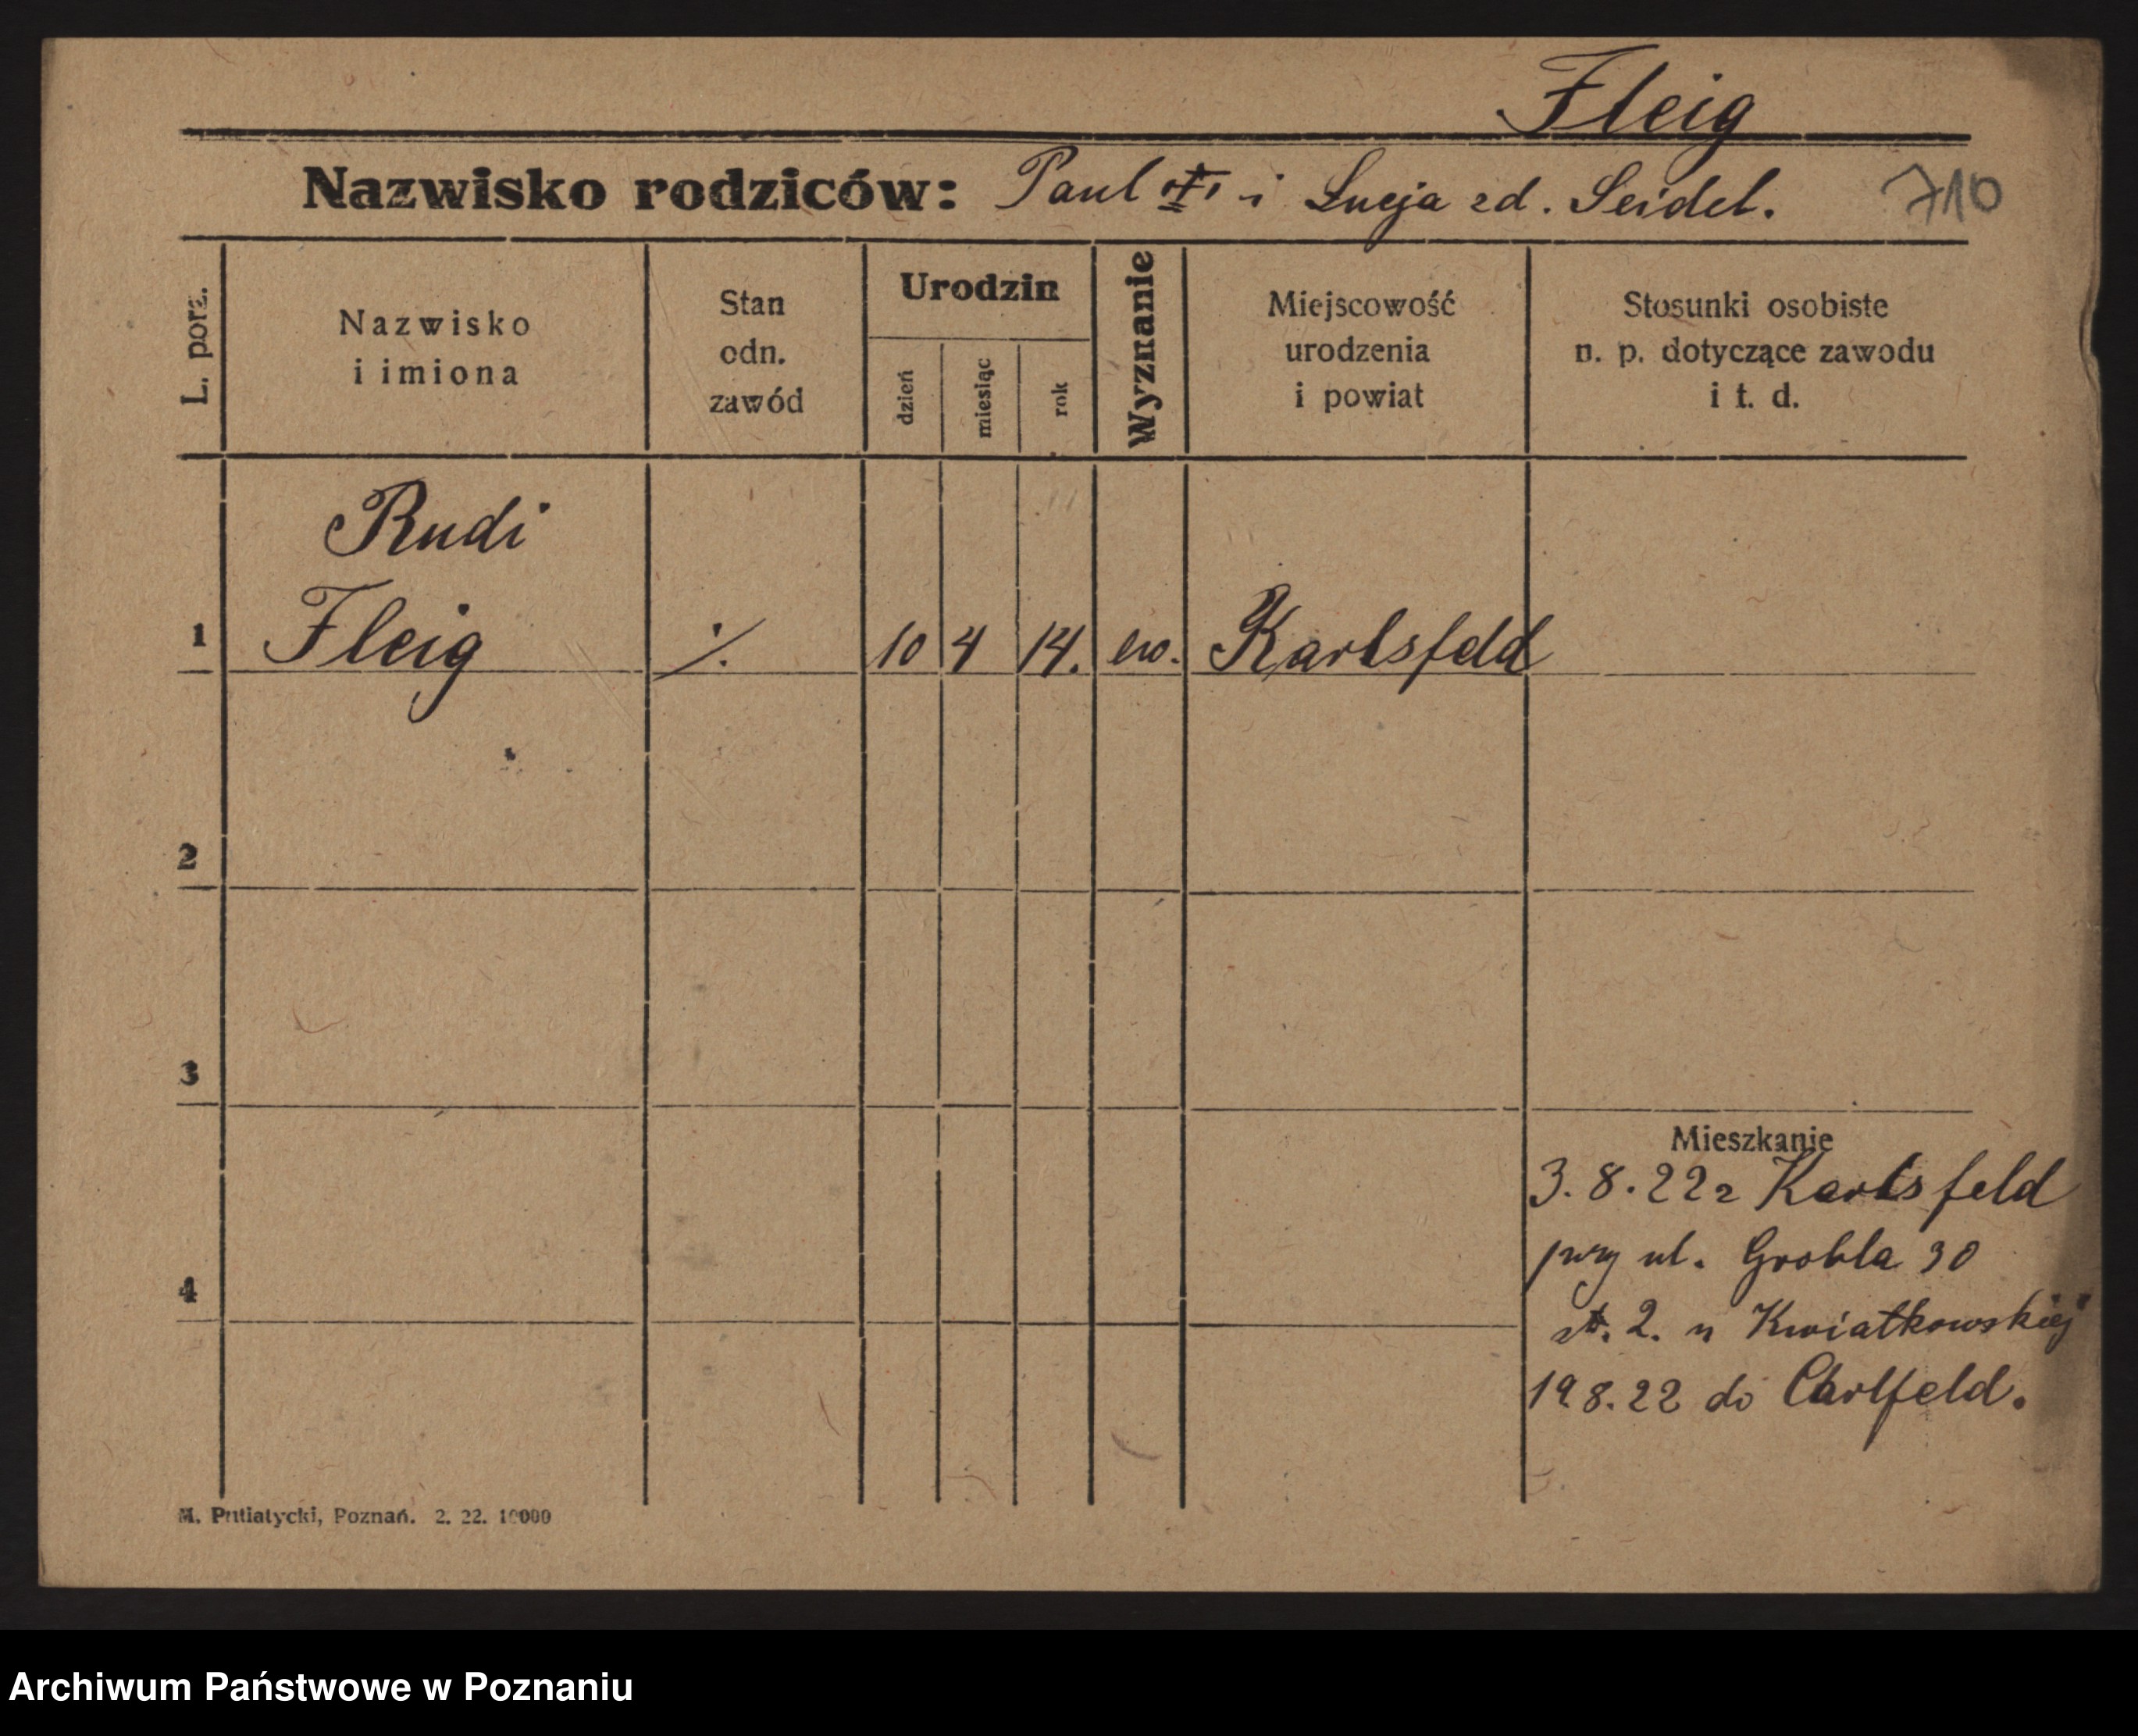 Fleig
Nazwisko rodziców: Paul i Lucja zd. Seidel. 710
L. porz.
Nazwisko
i imiona
Stan
odn.
zawód
Urodzin
dzień
miesiąc
rok
Wyznanie
Miejscowość
urodzenia
i powiat
Stosunki osobiste
n. p. dotyczące zawodu
i t. d.
Rudi
1 Fleig ./. 10 4 14. ew. Karlsfeld
2
3
Mieszkanie
3. 8. 22 z Karlsfeld
przy ul. Grobla 30
4
2. u Kwiatkowskiej
19 8. 22 do Carlfeld.
M. Putiatycki, Poznań. 2. 22. 10000
Archiwum Państwowe w Poznaniu